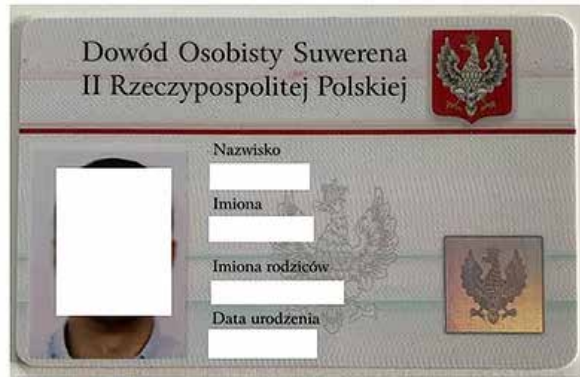 Dowód Osobisty Suwerena
II Rzeczypospolitej Polskiej
Nazwisko
Imiona
Imiona rodziców
Data urodzenia